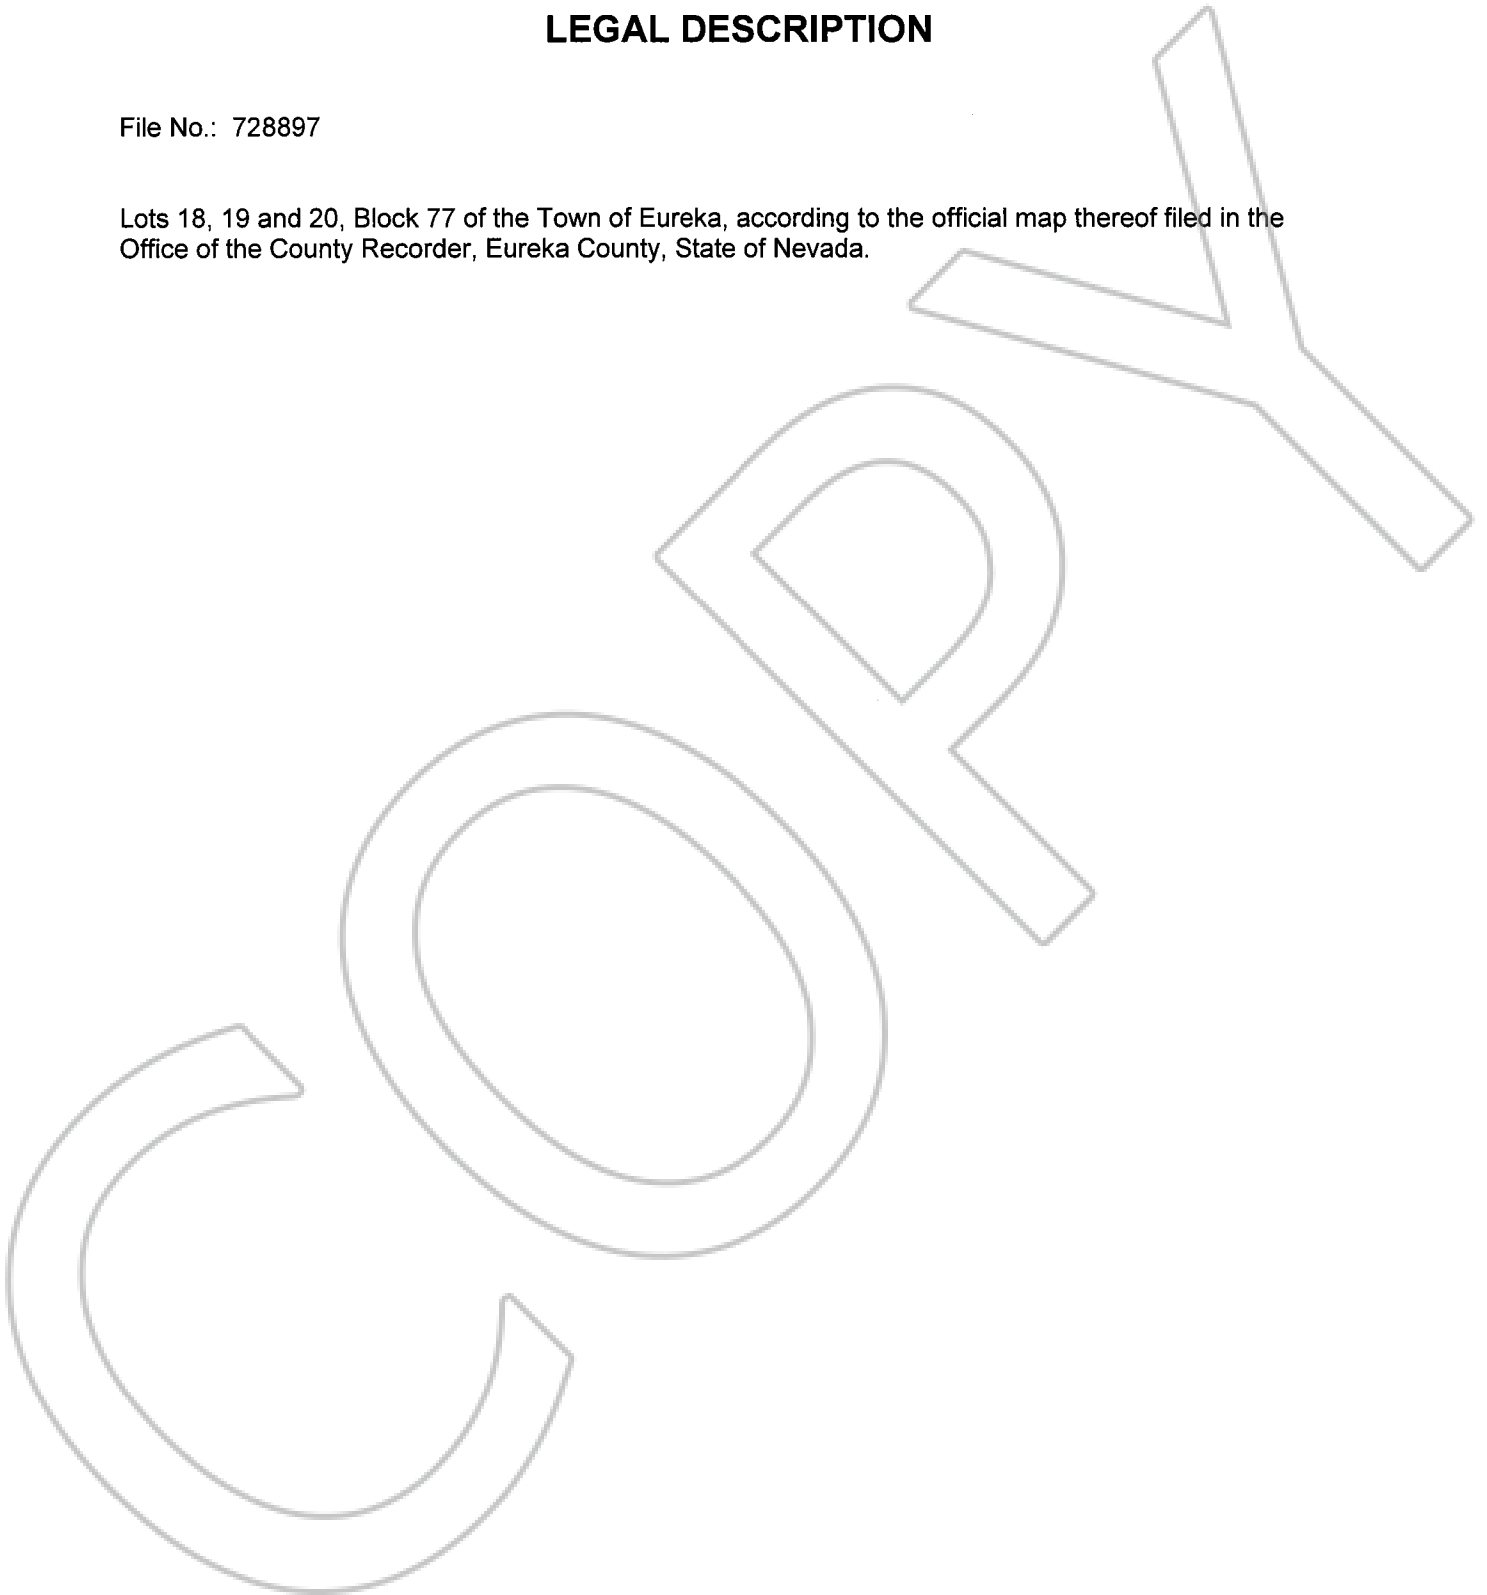 LEGAL DESCRIPTION
File No.: 728897
Lots 18, 19 and 20, Block 77 of the Town of Eureka, according to the official map thereof filed in the
Office of the County Recorder, Eureka County, State of Nevada.
COPY